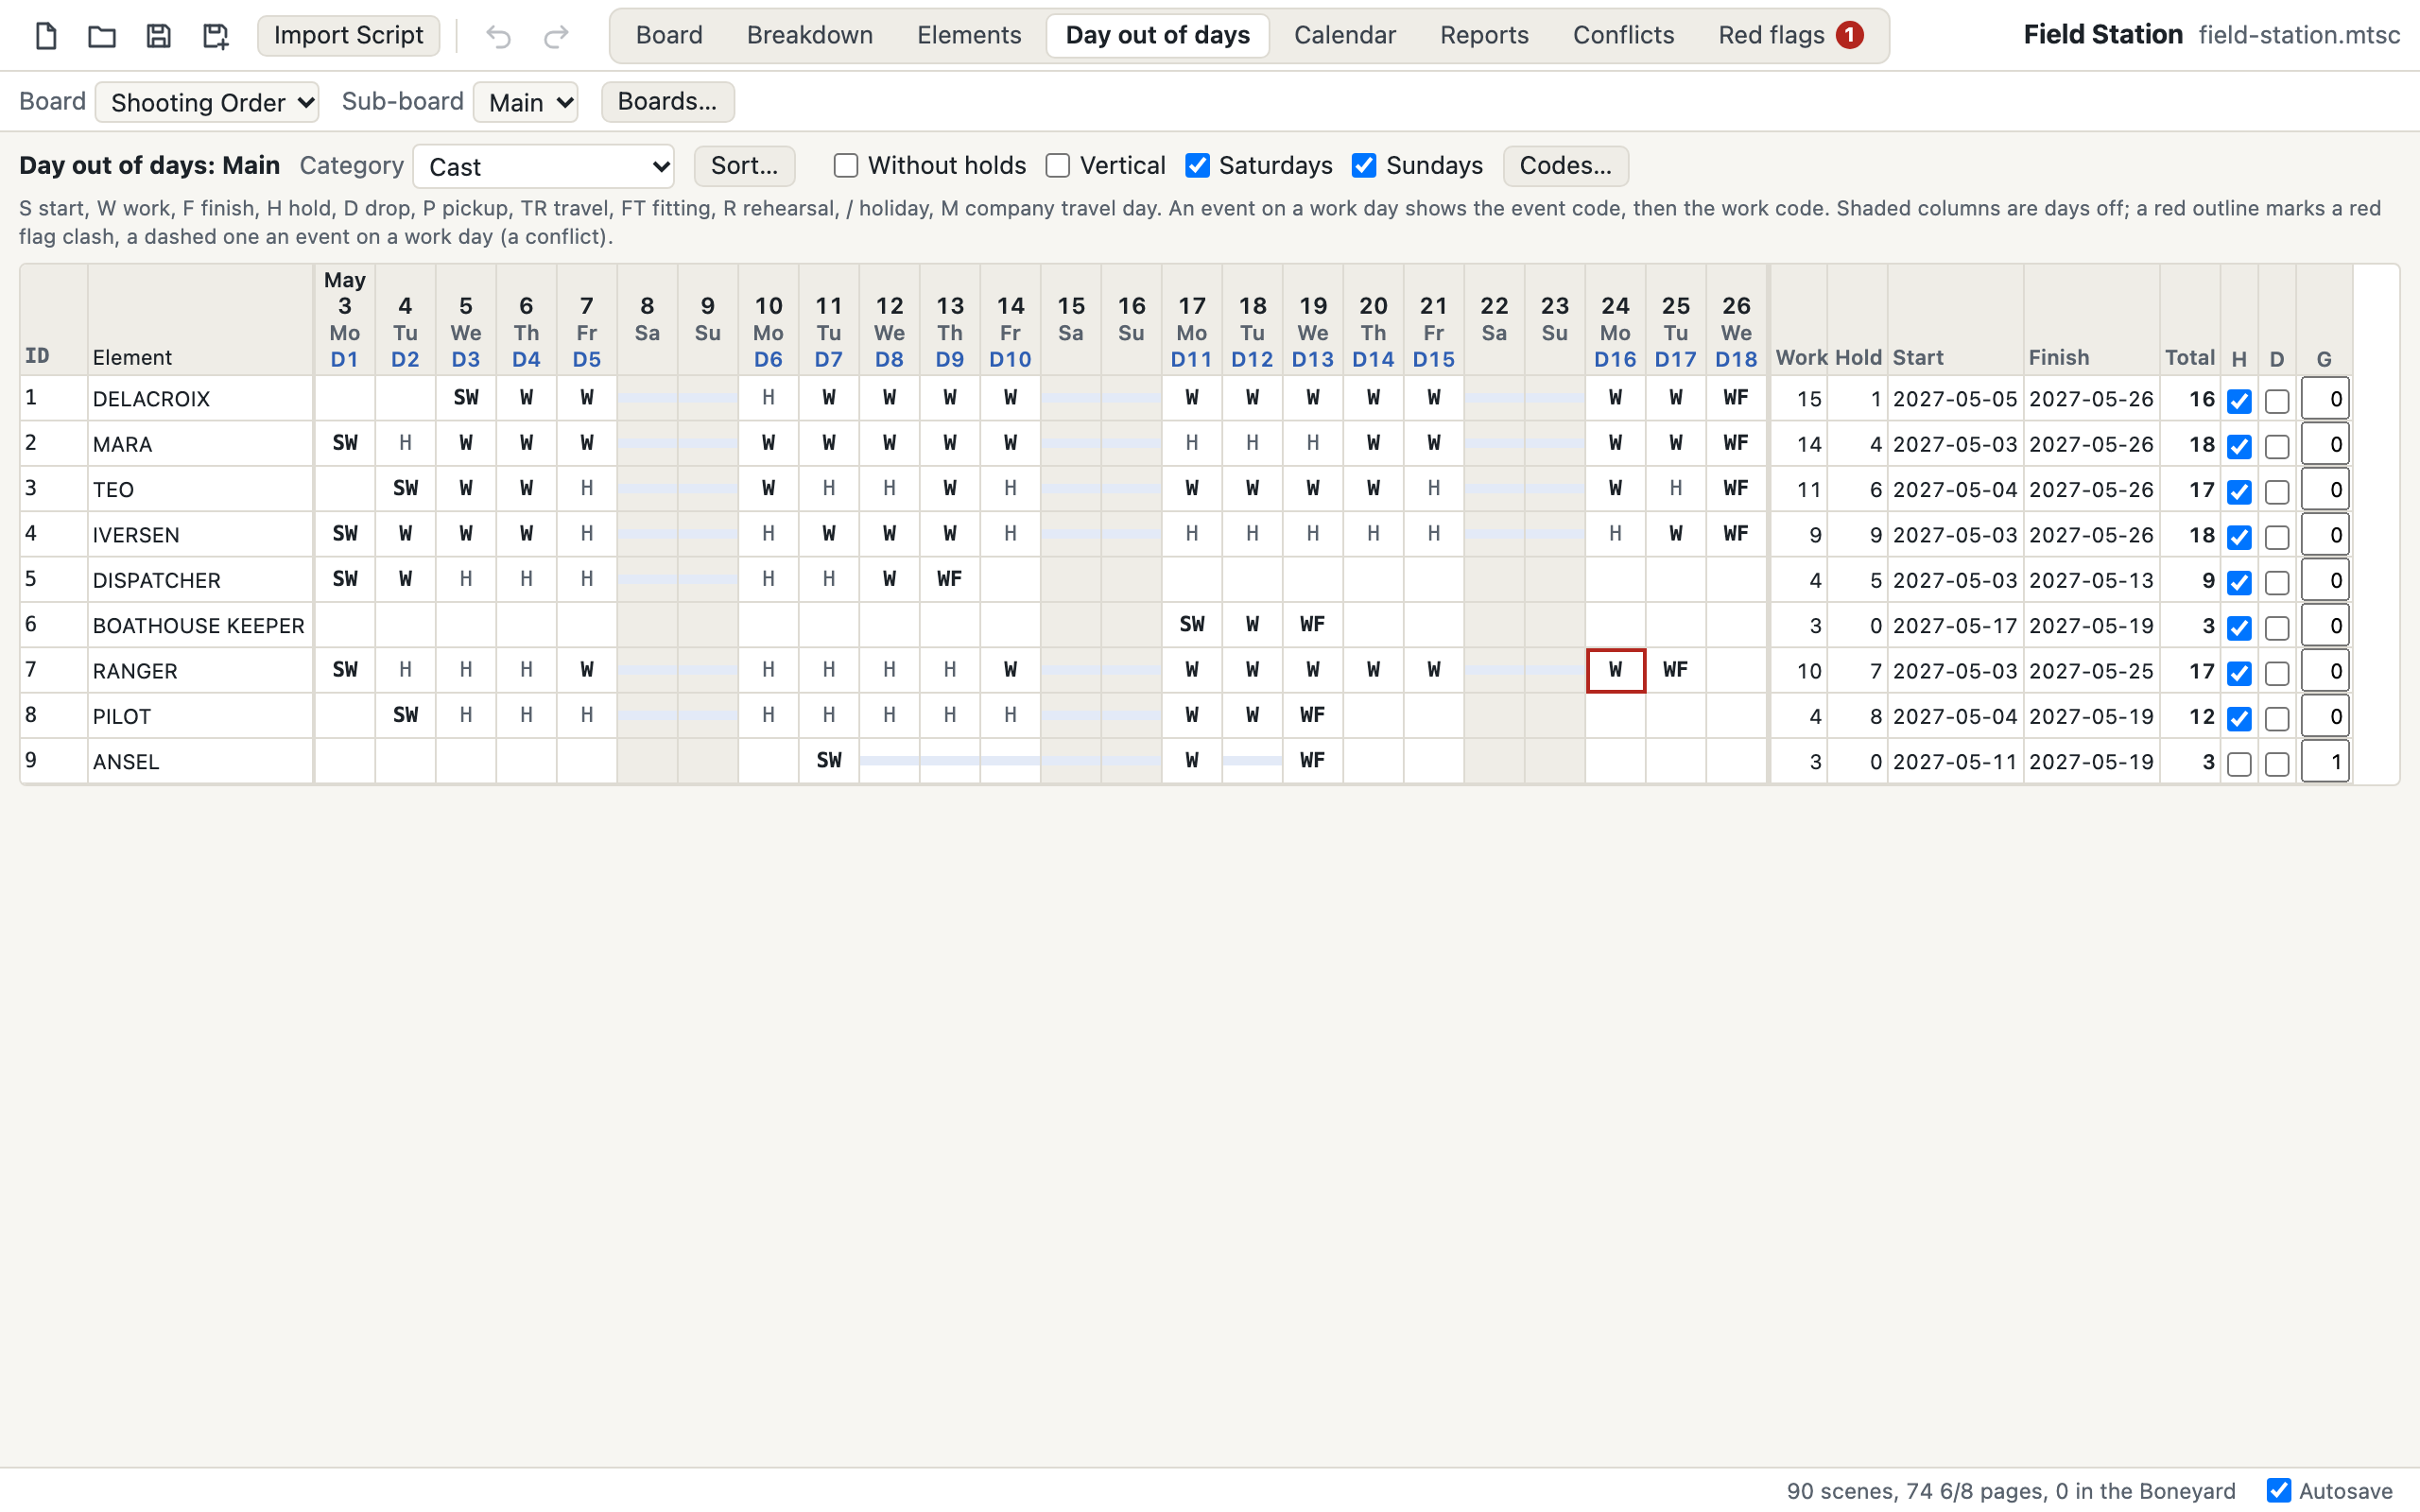 Import Script Board Breakdown Elements Day out of days Calendar Reports Conflicts Red flags 1 Field Station field-station.mtsc
Board Shooting Order Sub-board Main Boards...
Day out of days: Main Category Cast Sort... Without holds Vertical Saturdays Sundays Codes...
S start, W work, F finish, H hold, D drop, P pickup, TR travel, FT fitting, R rehearsal, / holiday, M company travel day. An event on a work day shows the event code, then the work code. Shaded columns are days off; a red outline marks a red
flag clash, a dashed one an event on a work day (a conflict).
May
3 4 5 6 7 8 9 10 11 12 13 14 15 16 17 18 19 20 21 22 23 24 25 26
Mo Tu We Th Fr Sa Su Mo Tu We Th Fr Sa Su Mo Tu We Th Fr Sa Su Mo Tu We
ID Element D1 D2 D3 D4 D5 D6 D7 D8 D9 D10 D11 D12 D13 D14 D15 D16 D17 D18 Work Hold Start Finish Total H D G
1 DELACROIX SW W W H W W W W W W W W W W W WF 15 1 2027-05-05 2027-05-26 16 0
2 MARA SW H W W W W W W W W H H H W W W W WF 14 4 2027-05-03 2027-05-26 18 0
3 TEO SW W W H W H H W H W W W W H W H WF 11 6 2027-05-04 2027-05-26 17 0
4 IVERSEN SW W W W H H W W W H H H H H H H W WF 9 9 2027-05-03 2027-05-26 18 0
5 DISPATCHER SW W H H H H H W WF 4 5 2027-05-03 2027-05-13 9 0
6 BOATHOUSE KEEPER SW W WF 3 0 2027-05-17 2027-05-19 3 0
7 RANGER SW H H H W H H H H W W W W W W W WF 10 7 2027-05-03 2027-05-25 17 0
8 PILOT SW H H H H H H H H W W WF 4 8 2027-05-04 2027-05-19 12 0
9 ANSEL SW W WF 3 0 2027-05-11 2027-05-19 3 1
90 scenes, 74 6/8 pages, 0 in the Boneyard Autosave